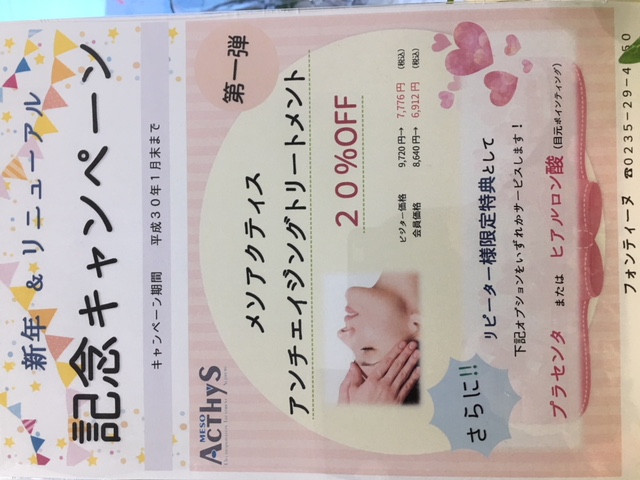 新年 & リニューアル
記念キャンペーン
キャンペーン期間 平成30年1月末まで
第一弾
MESO
ACThyS
メソアクティス
アンチエイジングトリートメント
20%OFF
ビジター価格 9,720円→ 7,776円 (税込)
会員価格 8,640円→ 6,912円 (税込)
さらに!!
リピーター様限定特典として
下記オプションをいずれかサービスします!
プラセンタ または ヒアルロン酸 (目元ポインティング)
フォンティーヌ ☎0235-29-4